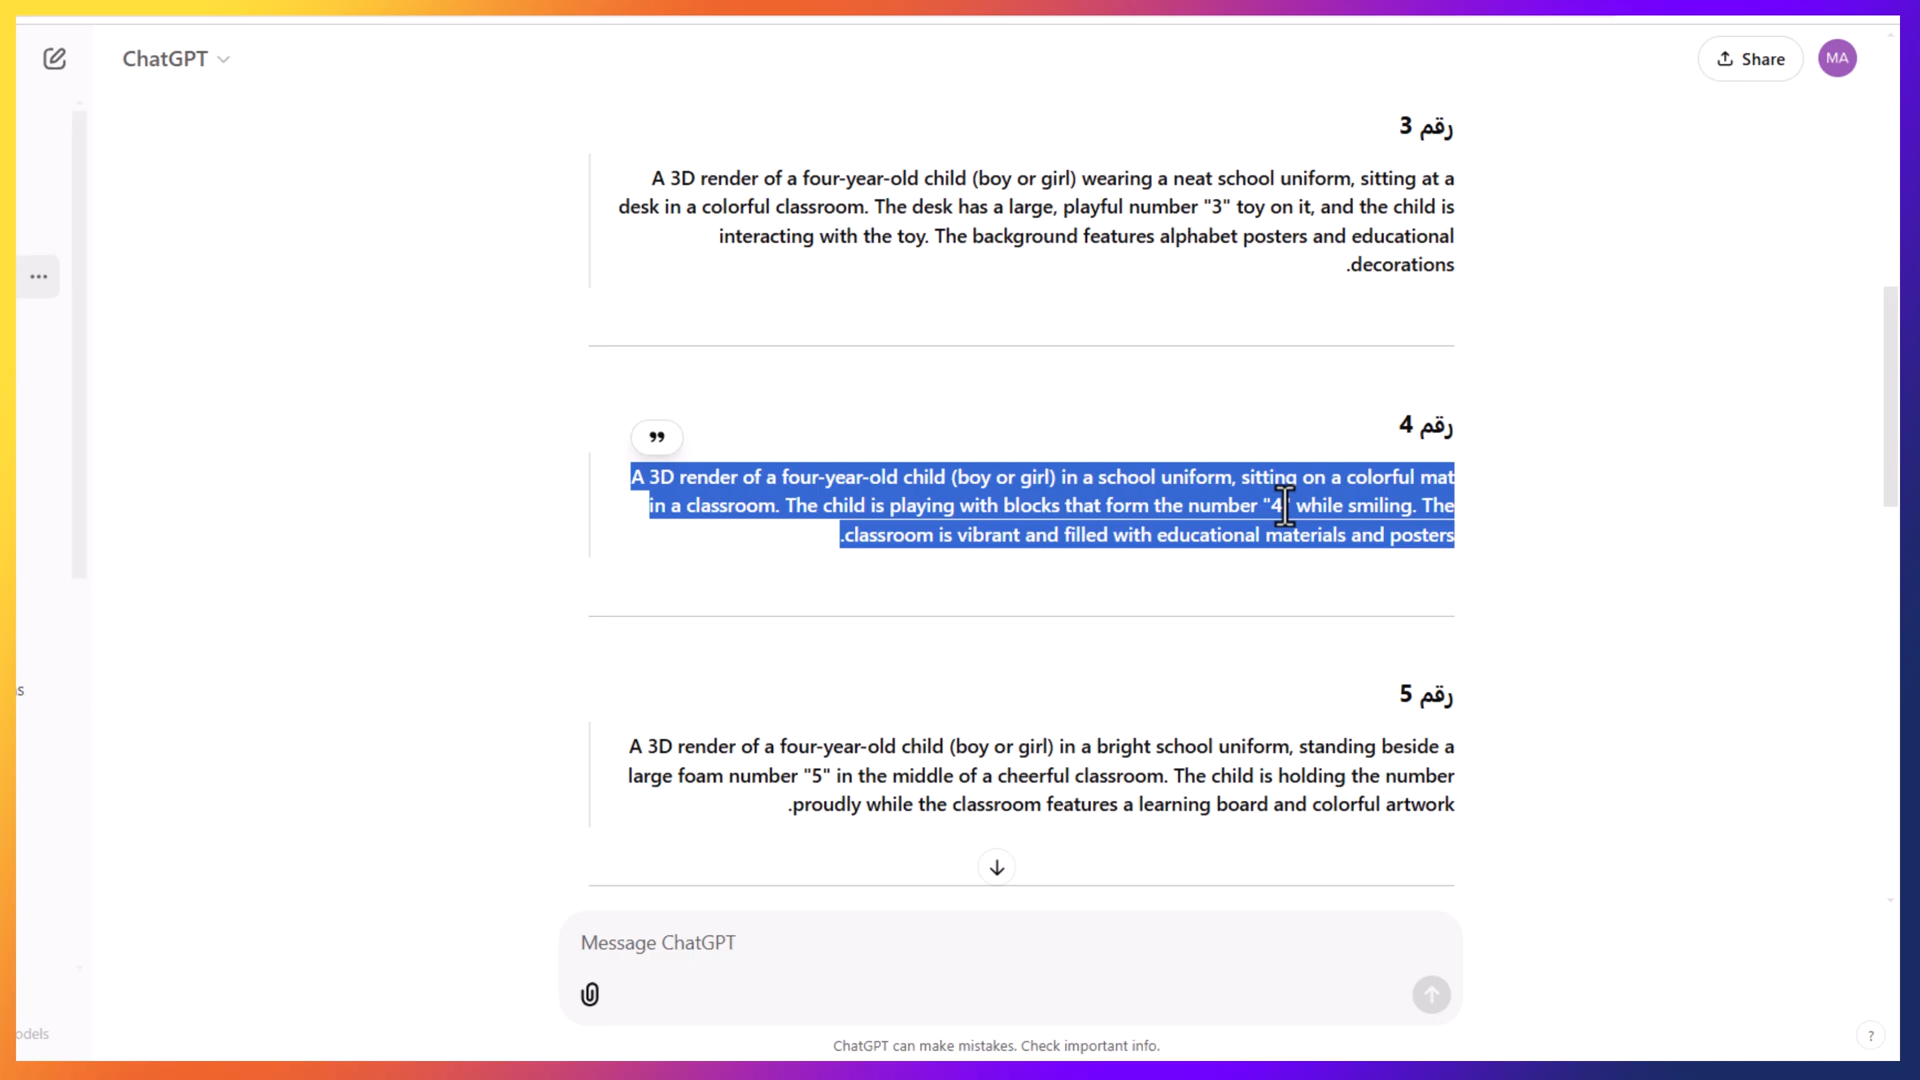 ChatGPT
Share
MA
رقم 3
A 3D render of a four-year-old child (boy or girl) wearing a neat school uniform, sitting at a
desk in a colorful classroom. The desk has a large, playful number "3" toy on it, and the child is
interacting with the toy. The background features alphabet posters and educational
.decorations
رقم 4
A 3D render of a four-year-old child (boy or girl) in a school uniform, sitting on a colorful mat
in a classroom. The child is playing with blocks that form the number "4" while smiling. The
.classroom is vibrant and filled with educational materials and posters
رقم 5
A 3D render of a four-year-old child (boy or girl) in a bright school uniform, standing beside a
large foam number "5" in the middle of a cheerful classroom. The child is holding the number
.proudly while the classroom features a learning board and colorful artwork
Message ChatGPT
ChatGPT can make mistakes. Check important info.
?